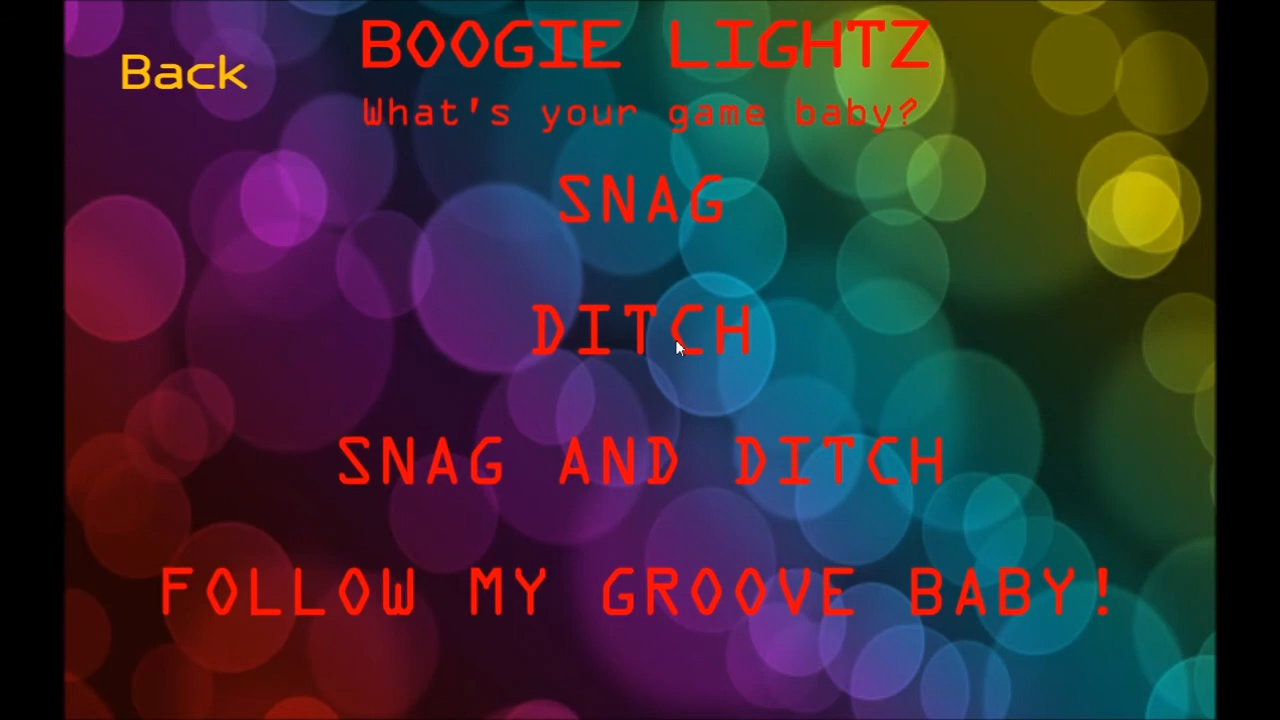 BOOGIE LIGHTZ
Back
What's your game baby?
SNAG
DITCH
SNAG AND DITCH
FOLLOW MY GROOVE BABY!